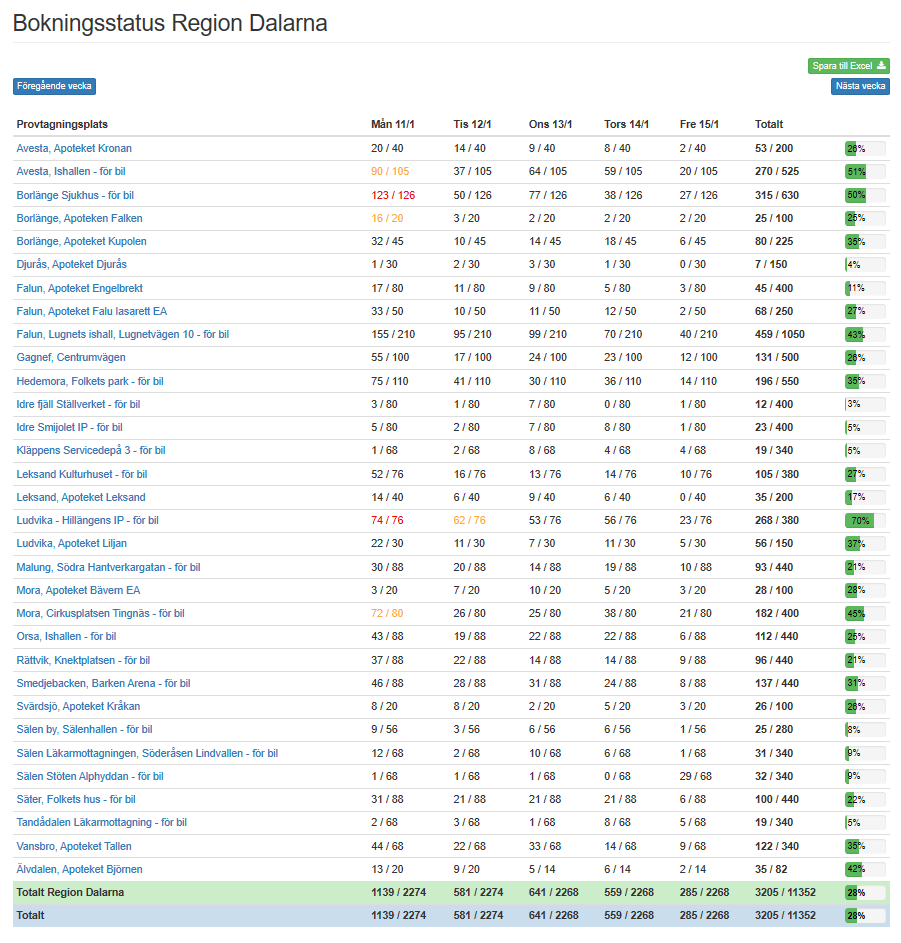 Bokningsstatus Region Dalarna
Spara till Excel
Föregående vecka Nästa vecka
Provtagningsplats Mån 11/1 Tis 12/1 Ons 13/1 Tors 14/1 Fre 15/1 Totalt
Avesta, Apoteket Kronan 20 / 40 14 / 40 9 / 40 8 / 40 2 / 40 53 / 200 26%
Avesta, Ishallen - för bil 90 / 105 37 / 105 64 / 105 59 / 105 20 / 105 270 / 525 51%
Borlänge Sjukhus - för bil 123 / 126 50 / 126 77 / 126 38 / 126 27 / 126 315 / 630 50%
Borlänge, Apoteken Falken 16 / 20 3 / 20 2 / 20 2 / 20 2 / 20 25 / 100 25%
Borlänge, Apoteket Kupolen 32 / 45 10 / 45 14 / 45 18 / 45 6 / 45 80 / 225 35%
Djurås, Apoteket Djurås 1 / 30 2 / 30 3 / 30 1 / 30 0 / 30 7 / 150 4%
Falun, Apoteket Engelbrekt 17 / 80 11 / 80 9 / 80 5 / 80 3 / 80 45 / 400 11%
Falun, Apoteket Falu lasarett EA 33 / 50 10 / 50 11 / 50 12 / 50 2 / 50 68 / 250 27%
Falun, Lugnets ishall, Lugnetvägen 10 - för bil 155 / 210 95 / 210 99 / 210 70 / 210 40 / 210 459 / 1050 43%
Gagnef, Centrumvägen 55 / 100 17 / 100 24 / 100 23 / 100 12 / 100 131 / 500 26%
Hedemora, Folkets park - för bil 75 / 110 41 / 110 30 / 110 36 / 110 14 / 110 196 / 550 35%
Idre fjäll Ställverket - för bil 3 / 80 1 / 80 7 / 80 0 / 80 1 / 80 12 / 400 3%
Idre Smijolet IP - för bil 5 / 80 2 / 80 7 / 80 8 / 80 1 / 80 23 / 400 5%
Kläppens Servicedepå 3 - för bil 1 / 68 2 / 68 8 / 68 4 / 68 4 / 68 19 / 340 5%
Leksand Kulturhuset - för bil 52 / 76 16 / 76 13 / 76 14 / 76 10 / 76 105 / 380 27%
Leksand, Apoteket Leksand 14 / 40 6 / 40 9 / 40 6 / 40 0 / 40 35 / 200 17%
Ludvika - Hillängens IP - för bil 74 / 76 62 / 76 53 / 76 56 / 76 23 / 76 268 / 380 70%
Ludvika, Apoteket Liljan 22 / 30 11 / 30 7 / 30 11 / 30 5 / 30 56 / 150 37%
Malung, Södra Hantverkargatan - för bil 30 / 88 20 / 88 14 / 88 19 / 88 10 / 88 93 / 440 21%
Mora, Apoteket Bävern EA 3 / 20 7 / 20 10 / 20 5 / 20 3 / 20 28 / 100 28%
Mora, Cirkusplatsen Tingnäs - för bil 72 / 80 26 / 80 25 / 80 38 / 80 21 / 80 182 / 400 45%
Orsa, Ishallen - för bil 43 / 88 19 / 88 22 / 88 22 / 88 6 / 88 112 / 440 25%
Rättvik, Knektplatsen - för bil 37 / 88 22 / 88 14 / 88 14 / 88 9 / 88 96 / 440 21%
Smedjebacken, Barken Arena - för bil 46 / 88 28 / 88 31 / 88 24 / 88 8 / 88 137 / 440 31%
Svärdsjö, Apoteket Kråkan 8 / 20 8 / 20 2 / 20 5 / 20 3 / 20 26 / 100 26%
Sälen by, Sälenhallen - för bil 9 / 56 3 / 56 6 / 56 6 / 56 1 / 56 25 / 280 8%
Sälen Läkarmottagningen, Söderåsen Lindvallen - för bil 12 / 68 2 / 68 10 / 68 6 / 68 1 / 68 31 / 340 9%
Sälen Stöten Alphyddan - för bil 1 / 68 1 / 68 1 / 68 0 / 68 29 / 68 32 / 340 9%
Säter, Folkets hus - för bil 31 / 88 21 / 88 21 / 88 21 / 88 6 / 88 100 / 440 22%
Tandådalen Läkarmottagning - för bil 2 / 68 3 / 68 1 / 68 8 / 68 5 / 68 19 / 340 5%
Vansbro, Apoteket Tallen 44 / 68 22 / 68 33 / 68 14 / 68 9 / 68 122 / 340 35%
Älvdalen, Apoteket Björnen 13 / 20 9 / 20 5 / 14 6 / 14 2 / 14 35 / 82 42%
Totalt Region Dalarna 1139 / 2274 581 / 2274 641 / 2268 559 / 2268 285 / 2268 3205 / 11352 28%
Totalt 1139 / 2274 581 / 2274 641 / 2268 559 / 2268 285 / 2268 3205 / 11352 28%